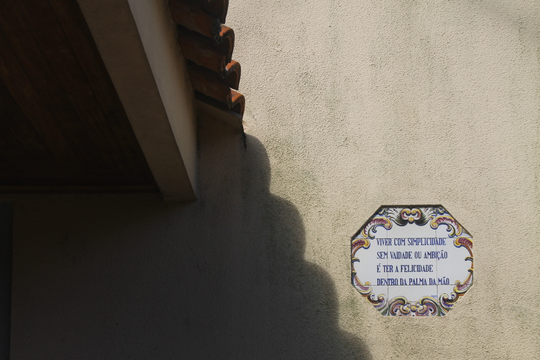 VIVER COM SIMPLICIDADE
SEM VAIDADE OU AMBIÇÃO
É TER A FELICIDADE
DENTRO DA PALMA DA MÃO